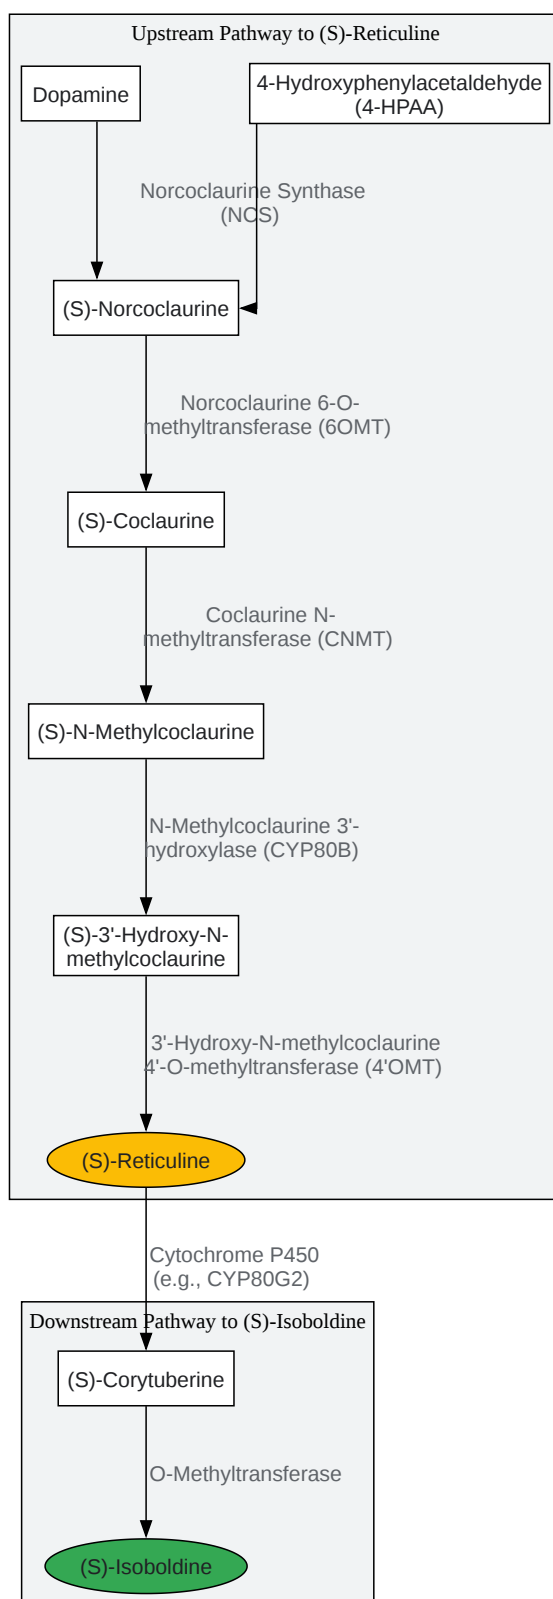 Upstream Pathway to (S)-Reticuline
Dopamine
4-Hydroxyphenylacetaldehyde
(4-HPAA)
Norcoclaurine Synthase
(NCS)
(S)-Norcoclaurine
Norcoclaurine 6-O-
methyltransferase (6OMT)
(S)-Coclaurine
Coclaurine N-
methyltransferase (CNMT)
(S)-N-Methylcoclaurine
N-Methylcoclaurine 3'-
hydroxylase (CYP80B)
(S)-3'-Hydroxy-N-
methylcoclaurine
3'-Hydroxy-N-methylcoclaurine
4'-O-methyltransferase (4'OMT)
(S)-Reticuline
Cytochrome P450
(e.g., CYP80G2)
Downstream Pathway to (S)-Isoboldine
(S)-Corytuberine
O-Methyltransferase
(S)-Isoboldine